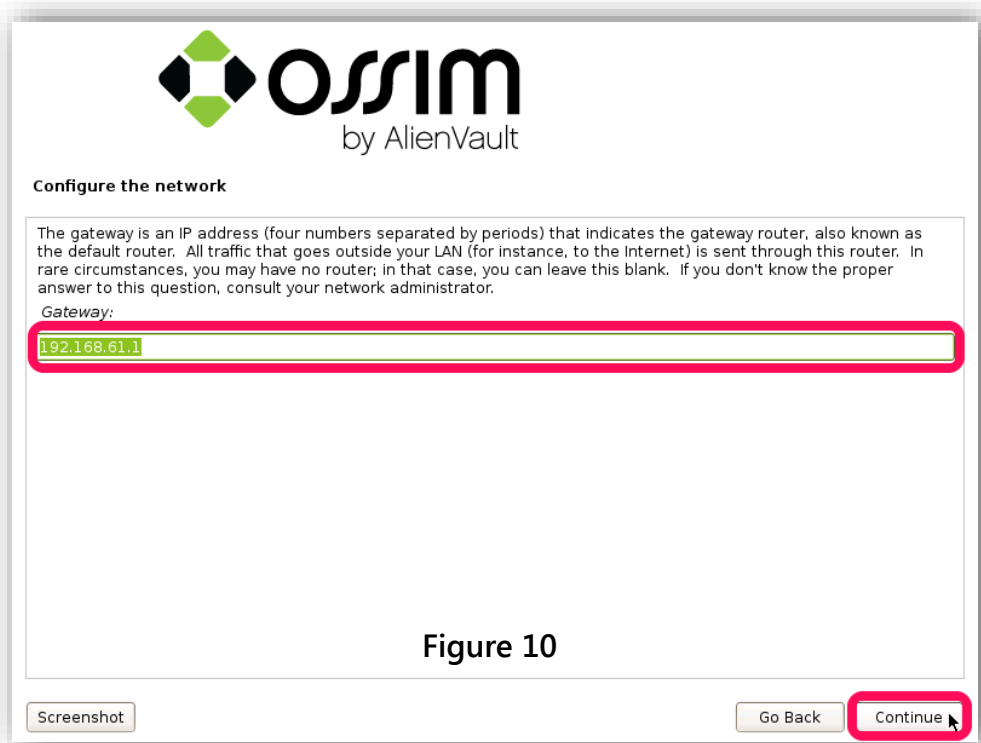 OSSIM
by AlienVault
Configure the network
The gateway is an IP address (four numbers separated by periods) that indicates the gateway router, also known as
the default router.  All traffic that goes outside your LAN (for instance, to the Internet) is sent through this router.  In
rare circumstances, you may have no router; in that case, you can leave this blank.  If you don't know the proper
answer to this question, consult your network administrator.
Gateway:
192.168.61.1
Figure 10
Screenshot
Go Back
Continue